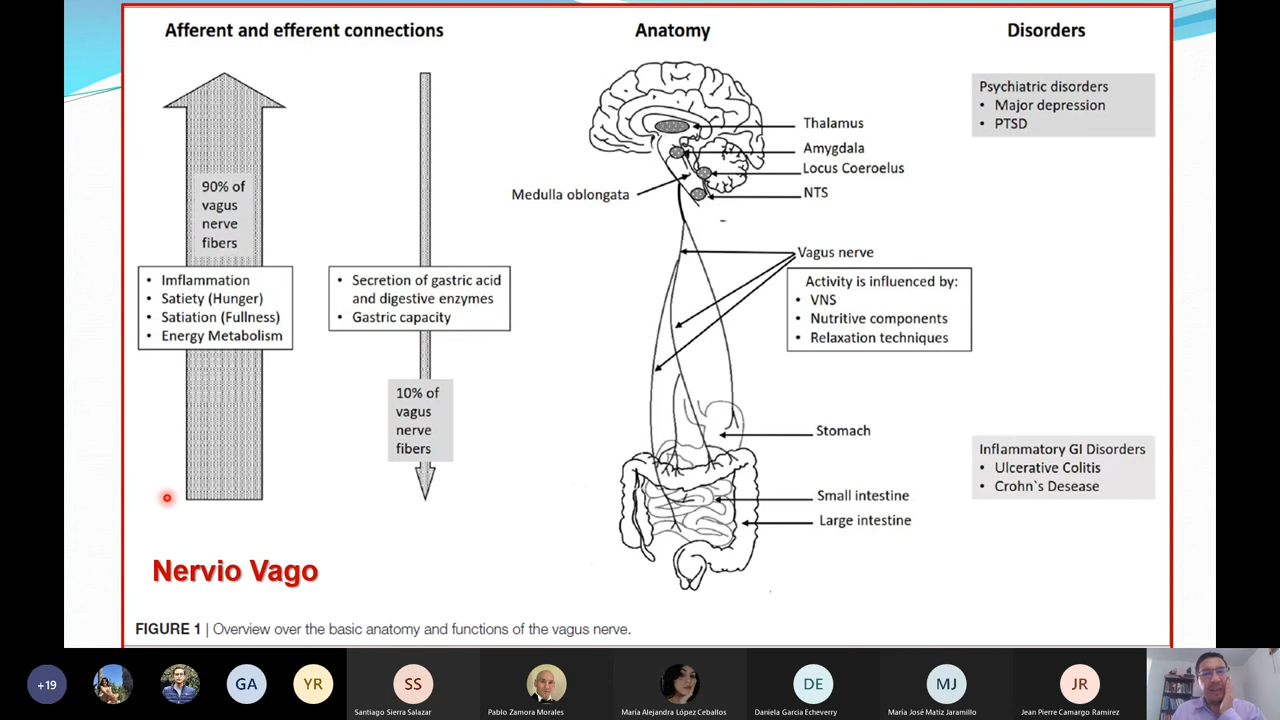 Afferent and efferent connections
Anatomy
Disorders
90% of
vagus
nerve
fibers
• Imflammation
• Satiety (Hunger)
• Satiation (Fullness)
• Energy Metabolism
• Secretion of gastric acid
and digestive enzymes
• Gastric capacity
10% of
vagus
nerve
fibers
Thalamus
Amygdala
Locus Coeroelus
Medulla oblongata
NTS
Vagus nerve
Activity is influenced by:
• VNS
• Nutritive components
• Relaxation techniques
Stomach
Small intestine
Large intestine
Psychiatric disorders
• Major depression
• PTSD
Inflammatory GI Disorders
• Ulcerative Colitis
• Crohn`s Desease
Nervio Vago
FIGURE 1 | Overview over the basic anatomy and functions of the vagus nerve.
+19
GA
YR
SS
Santiago Sierra Salazar
Pablo Zamora Morales
María Alejandra López Ceballos
DE
Daniela Garcia Echeverry
MJ
María José Matiz Jaramillo
JR
Jean Pierre Camargo Ramirez